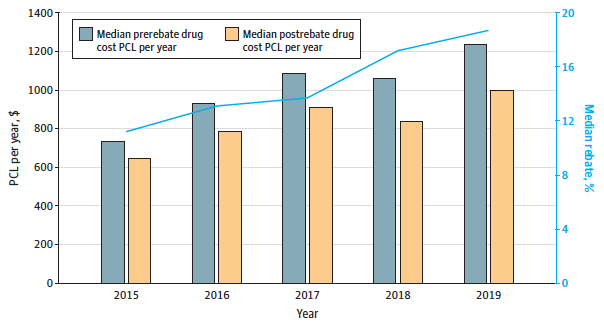 Median prerebate drug
cost PCL per year
Median postrebate drug
cost PCL per year
PCL per year, $
1400
1200
1000
800
600
400
200
0
20
16
12
8
4
0
Median rebate, %
2015 2016 2017 2018 2019
Year